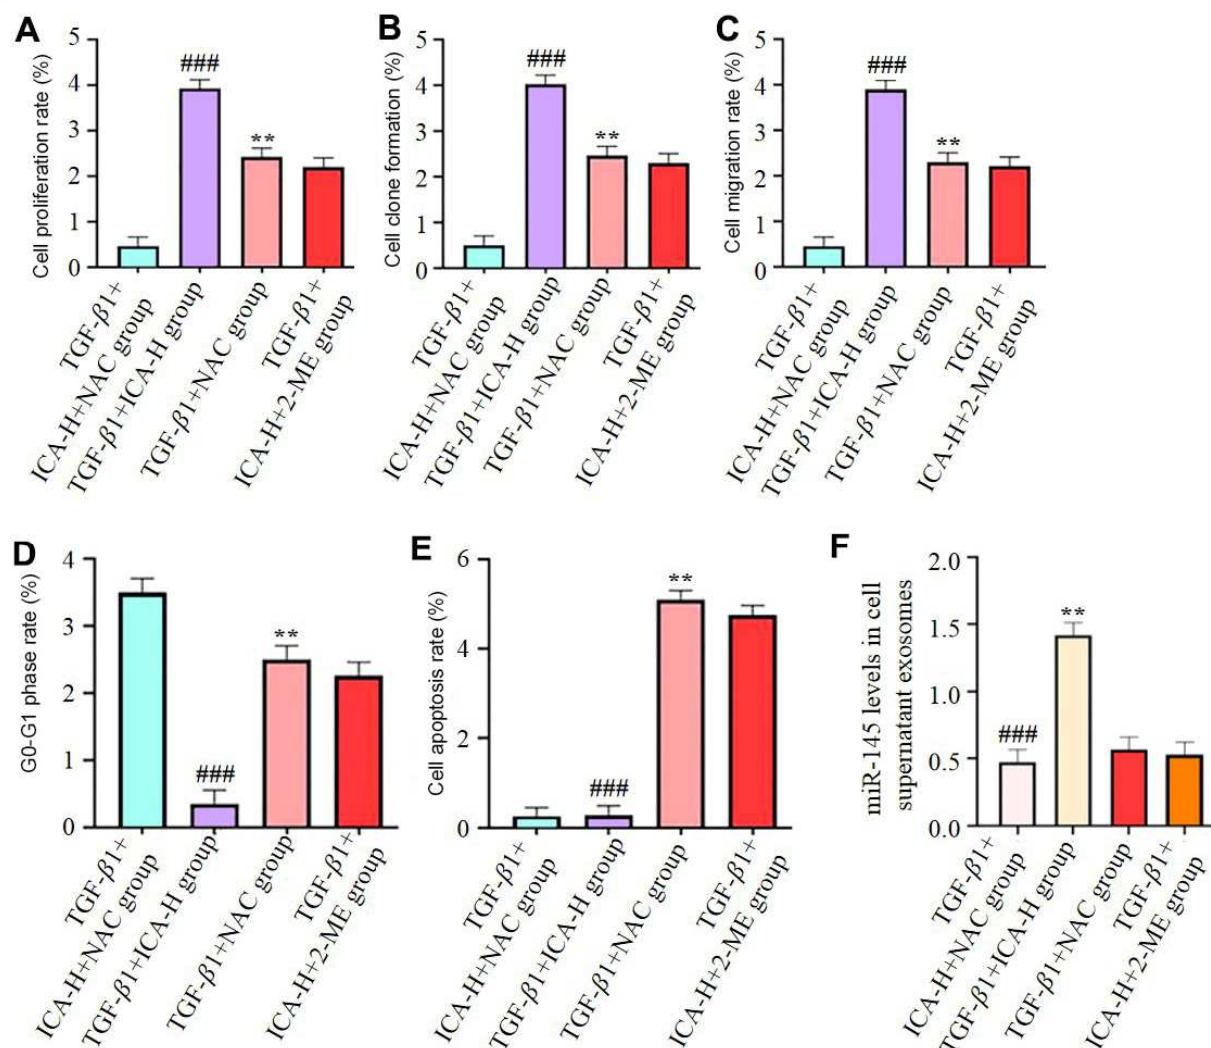 A
Cell proliferation rate (%)
5
4
3
2
1
0
###
**
TGF-β1+
ICA-H+NAC group
TGF-β1+ICA-H group
TGF-β1+NAC group
TGF-β1+
ICA-H+2-ME group
B
Cell clone formation (%)
5
4
3
2
1
0
###
**
TGF-β1+
ICA-H+NAC group
TGF-β1+ICA-H group
TGF-β1+NAC group
TGF-β1+
ICA-H+2-ME group
C
Cell migration rate (%)
5
4
3
2
1
0
###
**
TGF-β1+
ICA-H+NAC group
TGF-β1+ICA-H group
TGF-β1+NAC group
TGF-β1+
ICA-H+2-ME group
D
G0-G1 phase rate (%)
4
3
2
1
0
###
**
TGF-β1+
ICA-H+NAC group
TGF-β1+ICA-H group
TGF-β1+NAC group
TGF-β1+
ICA-H+2-ME group
E
Cell apoptosis rate (%)
6
4
2
0
###
**
TGF-β1+
ICA-H+NAC group
TGF-β1+ICA-H group
TGF-β1+NAC group
TGF-β1+
ICA-H+2-ME group
F
miR-145 levels in cell
supernatant exosomes
2.0
1.5
1.0
0.5
0.0
###
**
TGF-β1+
ICA-H+NAC group
TGF-β1+ICA-H group
TGF-β1+NAC group
TGF-β1+
ICA-H+2-ME group